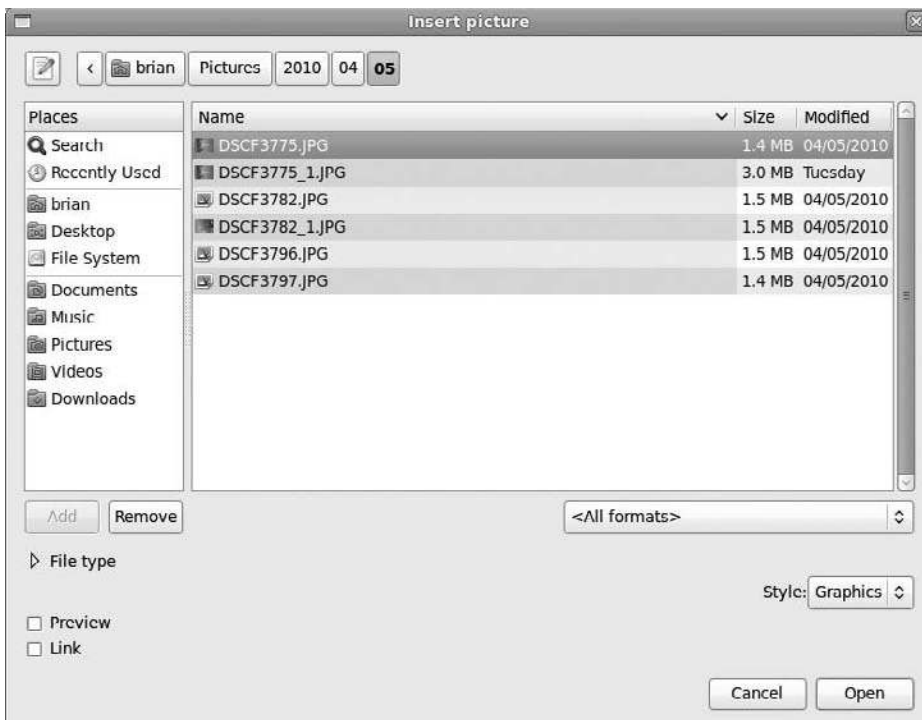 Insert picture
brian Pictures 2010 04 05
Places
Search
Recently Used
brian
Desktop
File System
Documents
Music
Pictures
Videos
Downloads
Name Size Modified
DSCF3775.JPG 1.4 MB 04/05/2010
DSCF3775_1.JPG 3.0 MB Tuesday
DSCF3782.JPG 1.5 MB 04/05/2010
DSCF3782_1.JPG 1.5 MB 04/05/2010
DSCF3796.JPG 1.5 MB 04/05/2010
DSCF3797.JPG 1.4 MB 04/05/2010
Add Remove <All formats>
File type
Style: Graphics
Preview
Link
Cancel Open